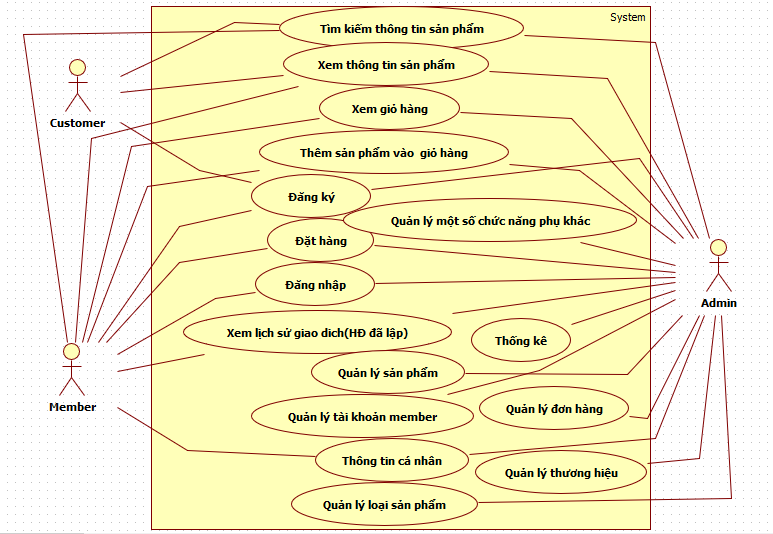 System
Tìm kiếm thông tin sản phẩm
Xem thông tin sản phẩm
Customer
Xem giỏ hàng
Thêm sản phẩm vào giỏ hàng
Đăng ký
Quản lý một số chức năng phụ khác
Đặt hàng
Đăng nhập
Admin
Xem lịch sử giao dich(HĐ đã lập)
Thống kê
Quản lý sản phẩm
Member
Quản lý đơn hàng
Quản lý tài khoản member
Thông tin cá nhân
Quản lý thương hiệu
Quản lý loại sản phẩm